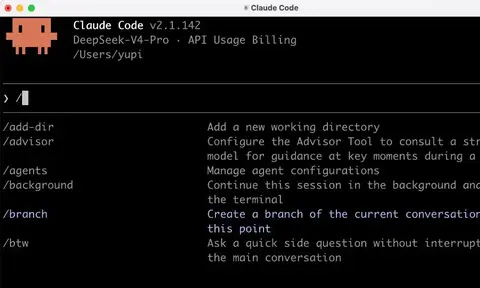 Claude Code
Claude Code v2.1.142
DeepSeek-V4-Pro · API Usage Billing
/Users/yupi
❯ /
/add-dir Add a new working directory
/advisor Configure the Advisor Tool to consult a
model for guidance at key moments during a
/agents Manage agent configurations
/background Continue this session in the background
the terminal
/branch Create a branch of the current conversation
this point
/btw Ask a quick side question without
the main conversation